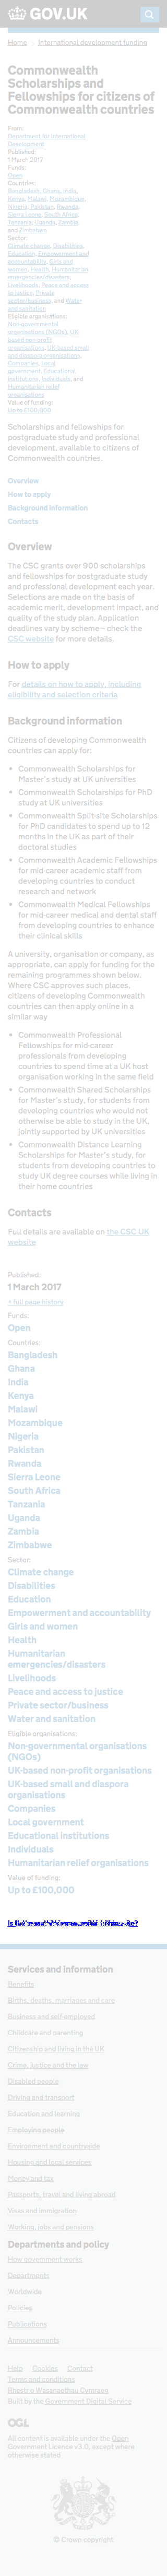 GOV.UK
Home
International development funding
Commonwealth
Scholarships and
Fellowships for citizens of
Commonwealth countries
From:
Department for International
Development
Published:
1 March 2017
Funds:
Open
Countries:
Bangladesh, Ghana, India,
Kenya, Malawi, Mozambique,
Nigeria, Pakistan, Rwanda,
Sierra Leone, South Africa,
Tanzania, Uganda, Zambia,
and Zimbabwe
Sector:
Climate change, Disabilities,
Education, Empowerment and
accountability, Girls and
women, Health, Humanitarian
emergencies/disasters,
Livelihoods, Peace and access
to justice, Private
sector/business, and Water
and sanitation
Eligible organisations:
Non-governmental
organisations (NGOs), UK-
based non-profit
organisations, UK-based small
and diaspora organisations,
Companies, Local
government, Educational
institutions, Individuals, and
Humanitarian relief
organisations
Value of funding:
Up to £100,000
Scholarships and fellowships for
postgraduate study, available to
citizens of low and middle income
Commonwealth countries.
Overview
How to apply
Background information
Contacts
Overview
The CSC grants over 900 scholarships
and fellowships for postgraduate study
and professional development each
year. Selections are made on the basis
of academic merit, project quality, and
potential impact on development.
Application dates vary by individual
scheme – check the
CSC website for more details.
How to apply
For details on how to apply, including
eligibility and selection criteria
Background information
Citizens of developing Commonwealth
countries can apply for:
• Commonwealth Scholarships for
Master's study at UK universities
• Commonwealth Scholarships for PhD
study at UK universities
• Commonwealth Split-site Scholarships
for PhD candidates to spend up to 12
months in the UK as part of their
doctoral studies
• Commonwealth Academic Fellowships
for mid-career academic staff from
developing countries to conduct
research and network
• Commonwealth Medical Fellowships
for mid-career medical staff from
developing countries to enhance their
clinical skills
A university, organisation or company,
as appropriate, can apply for the
remaining programmes shown below.
Where CSC approves host places,
citizens of developing Commonwealth
countries can then apply online in a
similar way
• Commonwealth Professional
Fellowships for mid-career
professionals from developing
countries to work at a UK host
organisation working in the same field
• Commonwealth Shared Scholarships
for Master's study, for students from
developing countries who would not
otherwise be able to study in the UK,
jointly supported with UK universities
• Commonwealth Distance Learning
Scholarships for Master's study, for
students from developing countries to
study while living in their home
countries
Contacts
Full details are available on the CSC UK
website
Published:
1 March 2017
+ full page history
Funds:
Open
Countries:
Bangladesh
Ghana
India
Kenya
Malawi
Mozambique
Nigeria
Pakistan
Rwanda
Sierra Leone
South Africa
Tanzania
Uganda
Zambia
Zimbabwe
Sector:
Climate change
Disabilities
Education
Empowerment and accountability
Girls and women
Health
Humanitarian
emergencies/disasters
Livelihoods
Peace and access to justice
Private sector/business
Water and sanitation
Eligible organisations:
Non-governmental organisations
(NGOs)
UK-based non-profit organisations
UK-based small and diaspora
organisations
Companies
Local government
Educational institutions
Individuals
Humanitarian relief organisations
Value of funding:
Up to £100,000
Services and information
Benefits
Births, deaths, marriages and care
Business and self-employed
Childcare and parenting
Citizenship and living in the UK
Crime, justice and the law
Disabled people
Driving and transport
Education and learning
Employing people
Environment and countryside
Housing and local services
Money and tax
Passports, travel and living abroad
Visas and immigration
Working, jobs and pensions
Departments and policy
How government works
Departments
Worldwide
Policies
Publications
Announcements
Help Cookies Contact
Terms and conditions
Rhestr o Wasanaethau Cymraeg
Built by the Government Digital Service
OGL
All content is available under the Open
Government Licence v3.0, except where
otherwise stated
© Crown copyright